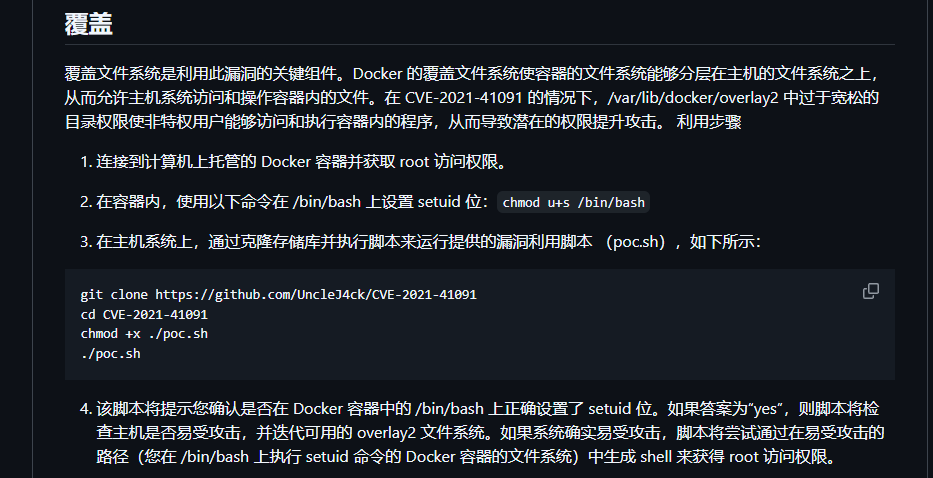 覆盖
覆盖文件系统是利用此漏洞的关键组件。Docker 的覆盖文件系统使容器的文件系统能够分层在主机的文件系统之上，
从而允许主机系统访问和操作容器内的文件。在 CVE-2021-41091 的情况下，/var/lib/docker/overlay2 中过于宽松的
目录权限使非特权用户能够访问和执行容器内的程序，从而导致潜在的权限提升攻击。 利用步骤
1. 连接到计算机上托管的 Docker 容器并获取 root 访问权限。
2. 在容器内，使用以下命令在 /bin/bash 上设置 setuid 位：chmod u+s /bin/bash
3. 在主机系统上，通过克隆存储库并执行脚本来运行提供的漏洞利用脚本 （poc.sh），如下所示：
git clone https://github.com/UncleJ4ck/CVE-2021-41091
cd CVE-2021-41091
chmod +x ./poc.sh
./poc.sh
4. 该脚本将提示您确认是否在 Docker 容器中的 /bin/bash 上正确设置了 setuid 位。如果答案为“yes”，则脚本将检
查主机是否易受攻击，并迭代可用的 overlay2 文件系统。如果系统确实易受攻击，脚本将尝试通过在易受攻击的
路径（您在 /bin/bash 上执行 setuid 命令的 Docker 容器的文件系统）中生成 shell 来获得 root 访问权限。